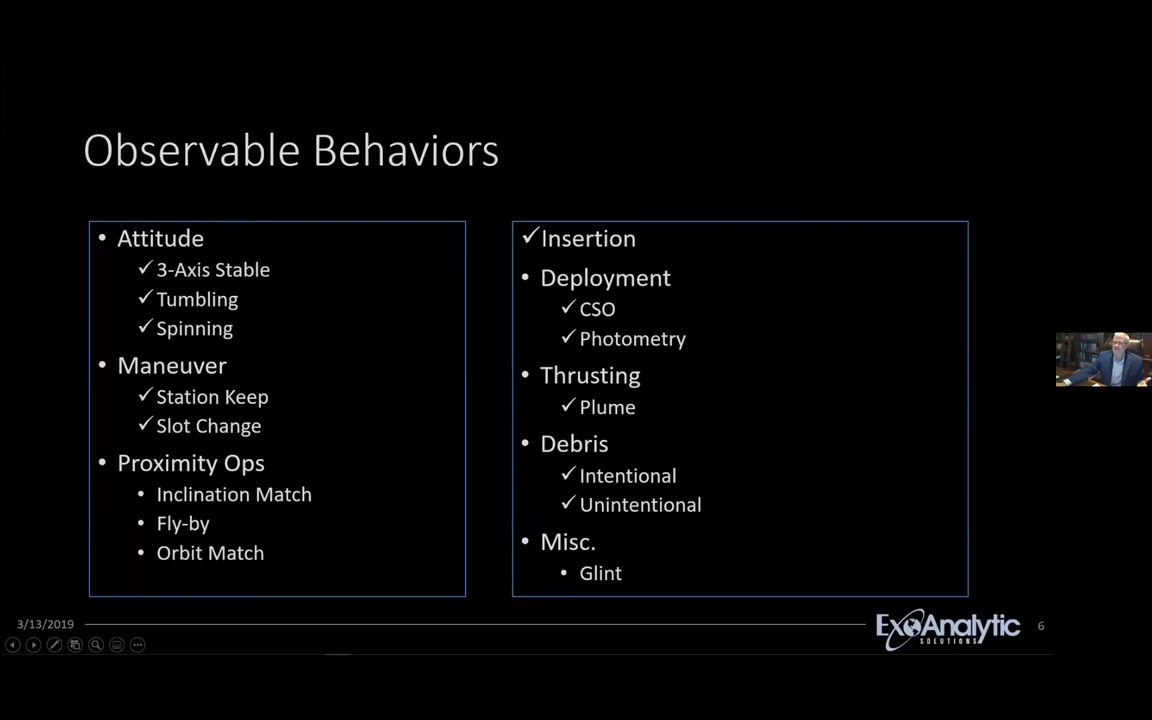 Observable Behaviors
• Attitude
✓3-Axis Stable
✓Tumbling
✓Spinning
• Maneuver
✓Station Keep
✓Slot Change
• Proximity Ops
• Inclination Match
• Fly-by
• Orbit Match
✓Insertion
• Deployment
✓CSO
✓Photometry
• Thrusting
✓Plume
• Debris
✓Intentional
✓Unintentional
• Misc.
• Glint
3/13/2019
ExoAnalytic
SOLUTIONS
6